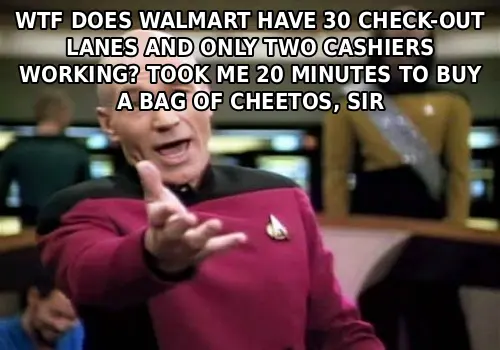 WTF DOES WALMART HAVE 30 CHECK-OUT
LANES AND ONLY TWO CASHIERS
WORKING? TOOK ME 20 MINUTES TO BUY
A BAG OF CHEETOS, SIR